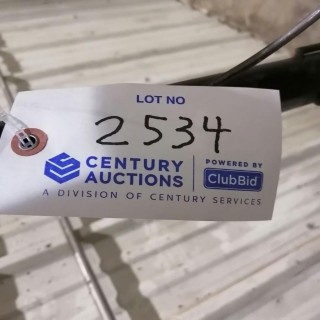 LOT NO
2534
CENTURY
AUCTIONS
POWERED BY
ClubBid
A DIVISION OF CENTURY SERVICES